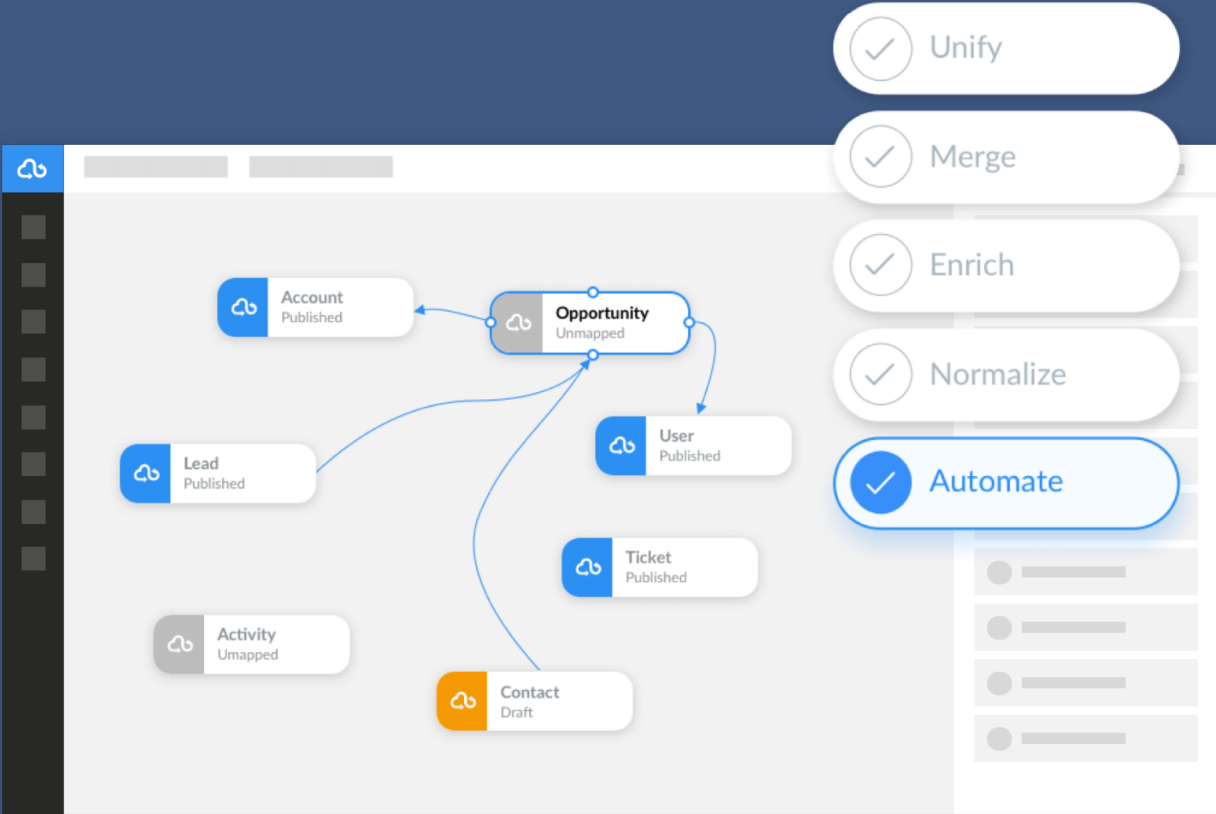 Unify
Merge
Enrich
Normalize
Automate
Account
Published
Opportunity
Unmapped
Lead
Published
User
Published
Ticket
Published
Activity
Umapped
Contact
Draft